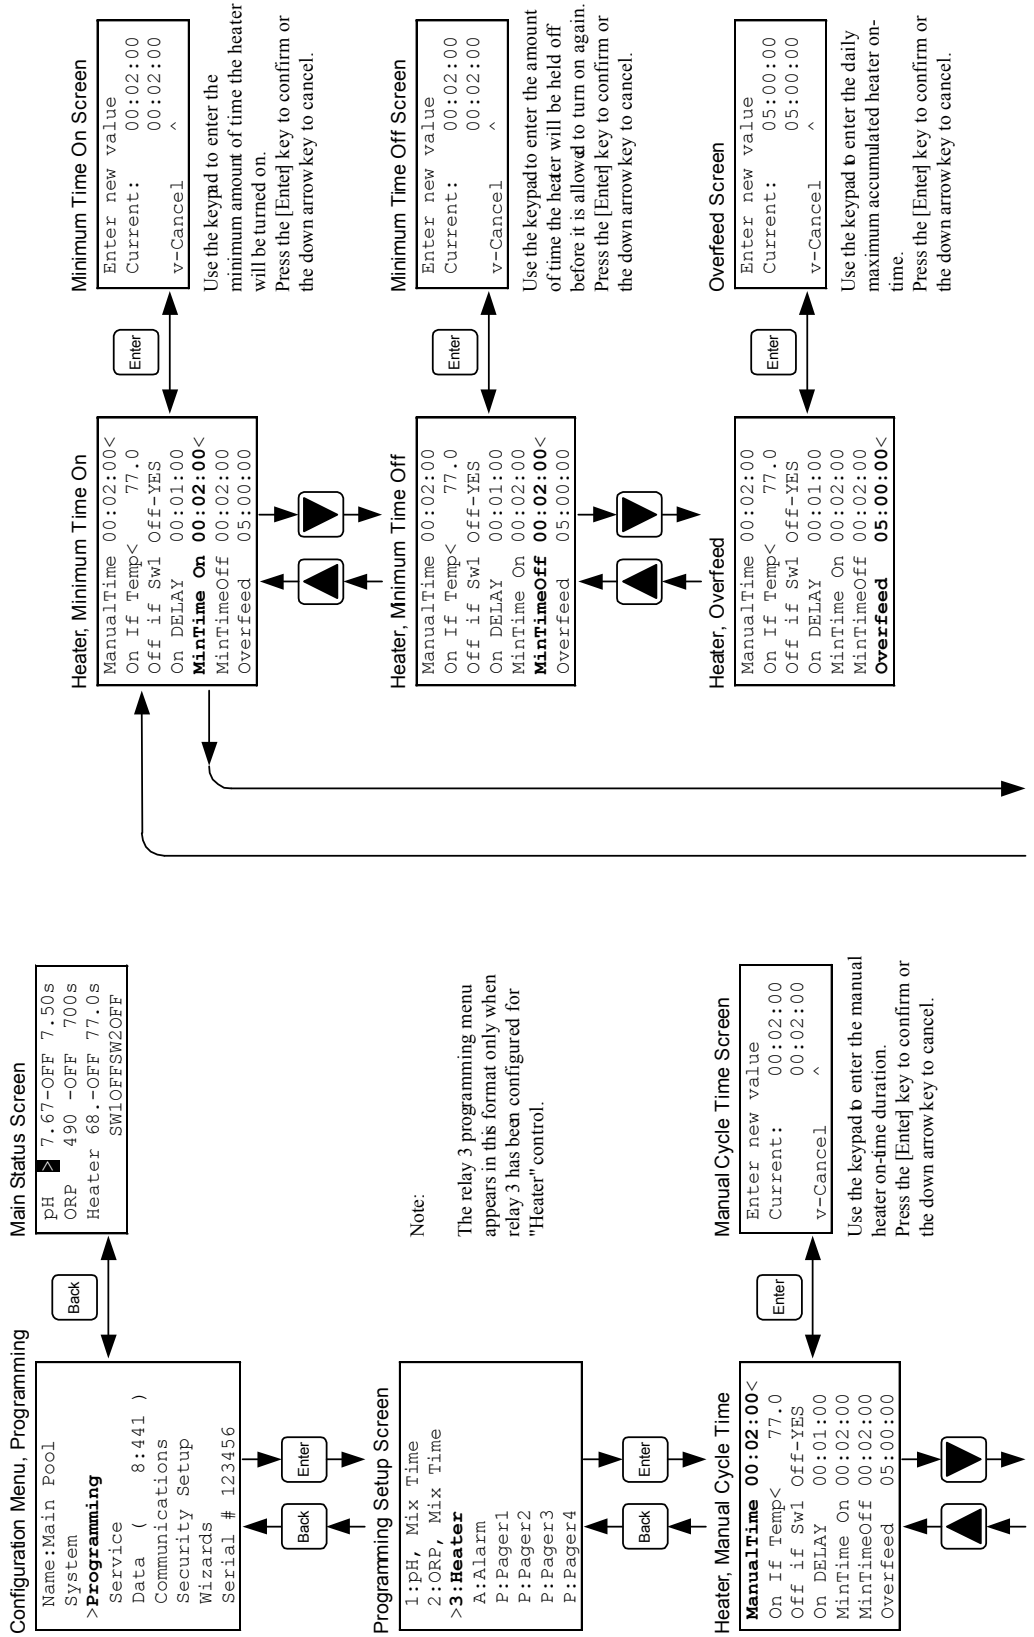 Configuration Menu, Programming
Name:Main Pool
System
>Programming
Service
Data ( 8:441 )
Communications
Security Setup
Wizards
Serial # 123456
Back
Main Status Screen
pH > 7.67-OFF 7.50s
ORP 490 -OFF 700s
Heater 68.-OFF 77.0s
SW1OFFSW2OFF
Back
Enter
Programming Setup Screen
1:pH, Mix Time
2:ORP, Mix Time
>3:Heater
A:Alarm
P:Pager1
P:Pager2
P:Pager3
P:Pager4
Note:
The relay 3 programming menu
appears in this format only when
relay 3 has been configured for
"Heater" control.
Back
Enter
Heater, Manual Cycle Time
ManualTime 00:02:00<
On If Temp< 77.0
Off if Sw1 Off-YES
On DELAY 00:01:00
MinTime On 00:02:00
MinTimeOff 00:02:00
Overfeed 05:00:00
Enter
Manual Cycle Time Screen
Enter new value
Current: 00:02:00
00:02:00
v-Cancel ^
Use the keypad to enter the manual
heater on-time duration.
Press the [Enter] key to confirm or
the down arrow key to cancel.
Heater, Minimum Time On
ManualTime 00:02:00<
On If Temp< 77.0
Off if Sw1 Off-YES
On DELAY 00:01:00
MinTime On 00:02:00<
MinTimeOff 00:02:00
Overfeed 05:00:00
Enter
Minimum Time On Screen
Enter new value
Current: 00:02:00
00:02:00
v-Cancel ^
Use the keypad to enter the
minimum amount of time the heater
will be turned on.
Press the [Enter] key to confirm or
the down arrow key to cancel.
Heater, Minimum Time Off
ManualTime 00:02:00
On If Temp< 77.0
Off if Sw1 Off-YES
On DELAY 00:01:00
MinTime On 00:02:00
MinTimeOff 00:02:00<
Overfeed 05:00:00
Enter
Minimum Time Off Screen
Enter new value
Current: 00:02:00
00:02:00
v-Cancel ^
Use the keypad to enter the amount
of time the heater will be held off
before it is allowed to turn on again.
Press the [Enter] key to confirm or
the down arrow key to cancel.
Heater, Overfeed
ManualTime 00:02:00
On If Temp< 77.0
Off if Sw1 Off-YES
On DELAY 00:01:00
MinTime On 00:02:00
MinTimeOff 00:02:00
Overfeed 05:00:00<
Enter
Overfeed Screen
Enter new value
Current: 05:00:00
05:00:00
v-Cancel ^
Use the keypad to enter the daily
maximum accumulated heater on-
time.
Press the [Enter] key to confirm or
the down arrow key to cancel.